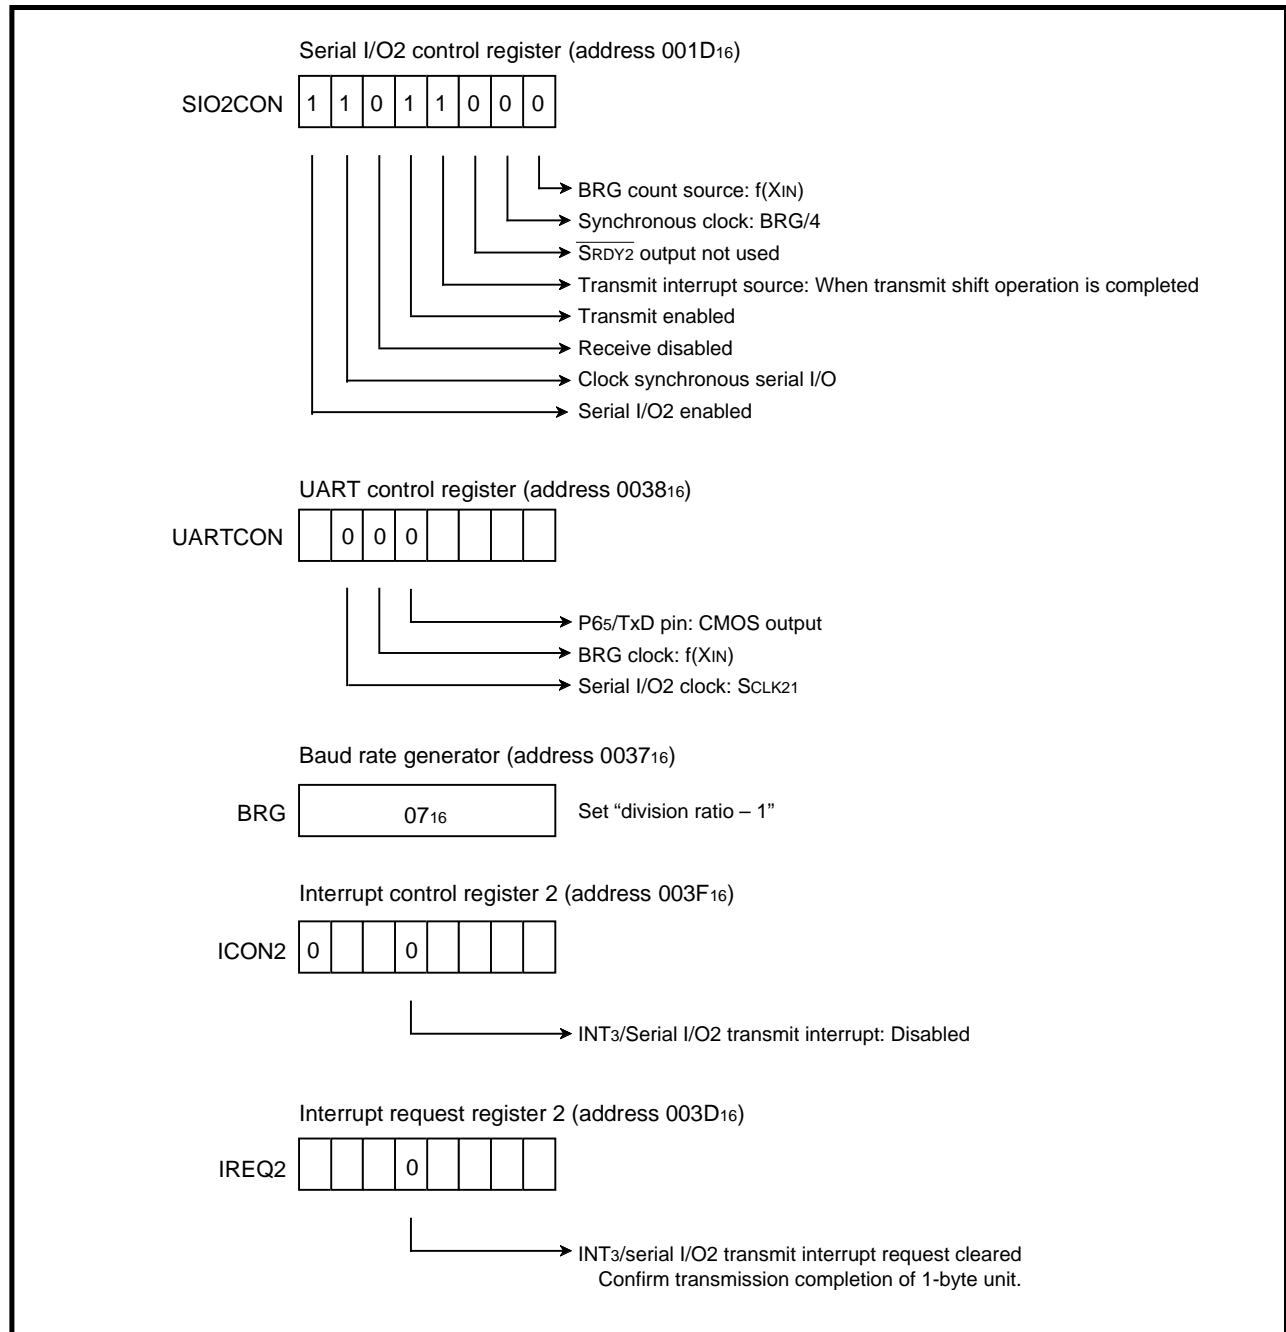 Serial I/O2 control register (address 001D16)
SIO2CON 1 1 0 1 1 0 0 0
BRG count source: f(XIN)
Synchronous clock: BRG/4
SRDY2 output not used
Transmit interrupt source: When transmit shift operation is completed
Transmit enabled
Receive disabled
Clock synchronous serial I/O
Serial I/O2 enabled
UART control register (address 003816)
UARTCON 0 0 0
P65/TxD pin: CMOS output
BRG clock: f(XIN)
Serial I/O2 clock: SCLK21
Baud rate generator (address 003716)
BRG 0716 Set “division ratio – 1”
Interrupt control register 2 (address 003F16)
ICON2 0 0
INT3/Serial I/O2 transmit interrupt: Disabled
Interrupt request register 2 (address 003D16)
IREQ2 0
INT3/serial I/O2 transmit interrupt request cleared
Confirm transmission completion of 1-byte unit.